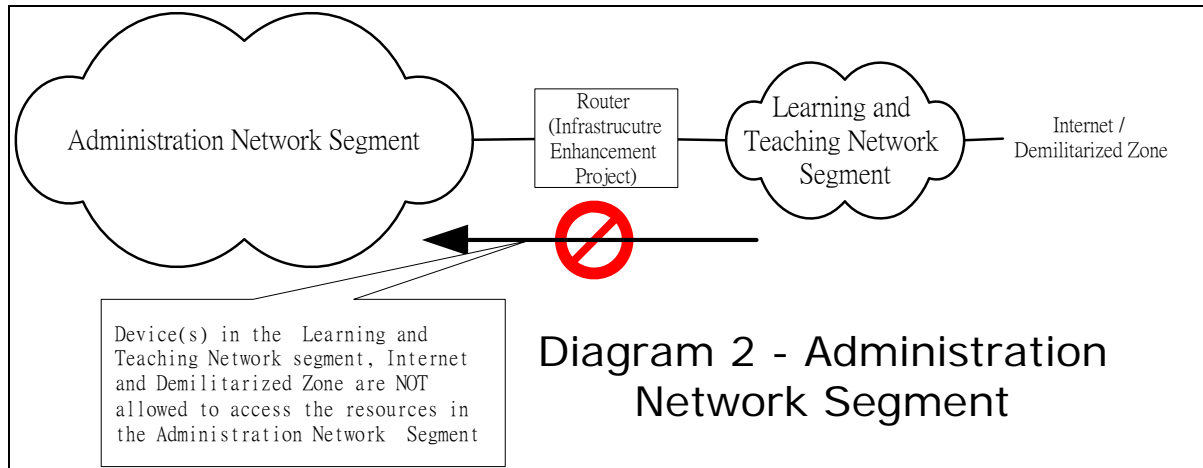 Administration Network Segment
Router
(Infrastrucutre
Enhancement
Project)
Learning and
Teaching Network
Segment
Internet /
Demilitarized Zone
Device(s) in the Learning and
Teaching Network segment, Internet
and Demilitarized Zone are NOT
allowed to access the resources in
the Administration Network Segment
Diagram 2 - Administration
Network Segment